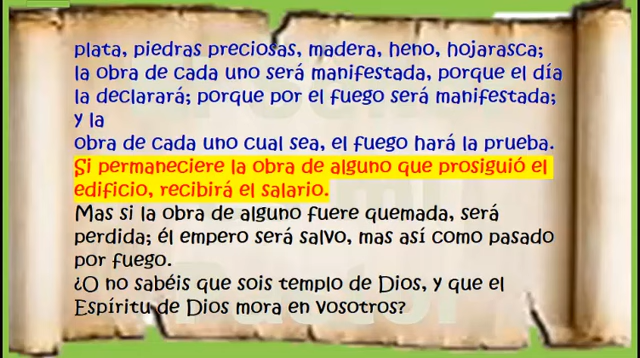 plata, piedras preciosas, madera, heno, hojarasca;
la obra de cada uno será manifestada, porque el día
la declarará; porque por el fuego será manifestada;
y la
obra de cada uno cual sea, el fuego hará la prueba.
Si permaneciere la obra de alguno que prosiguió el
edificio, recibirá el salario.
Mas si la obra de alguno fuere quemada, será
perdida; él empero será salvo, mas así como pasado
por fuego.
¿O no sabéis que sois templo de Dios, y que el
Espíritu de Dios mora en vosotros?